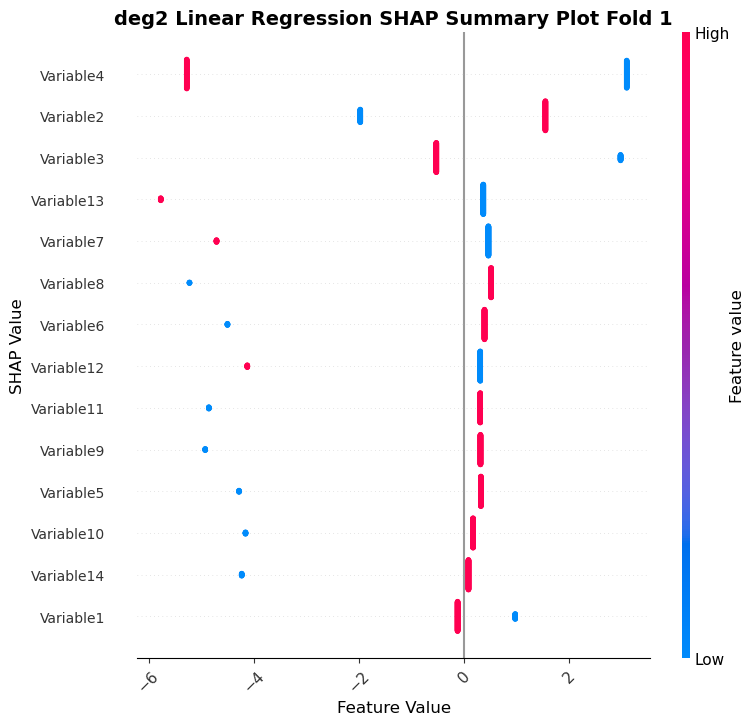 deg2 Linear Regression SHAP Summary Plot Fold 1
High
Variable4
Variable2
Variable3
Variable13
Variable7
Variable8
Variable6
Variable12
Variable11
Variable9
Variable5
Variable10
Variable14
Variable1
SHAP Value
Feature value
Low
−6 −4 −2 0 2
Feature Value